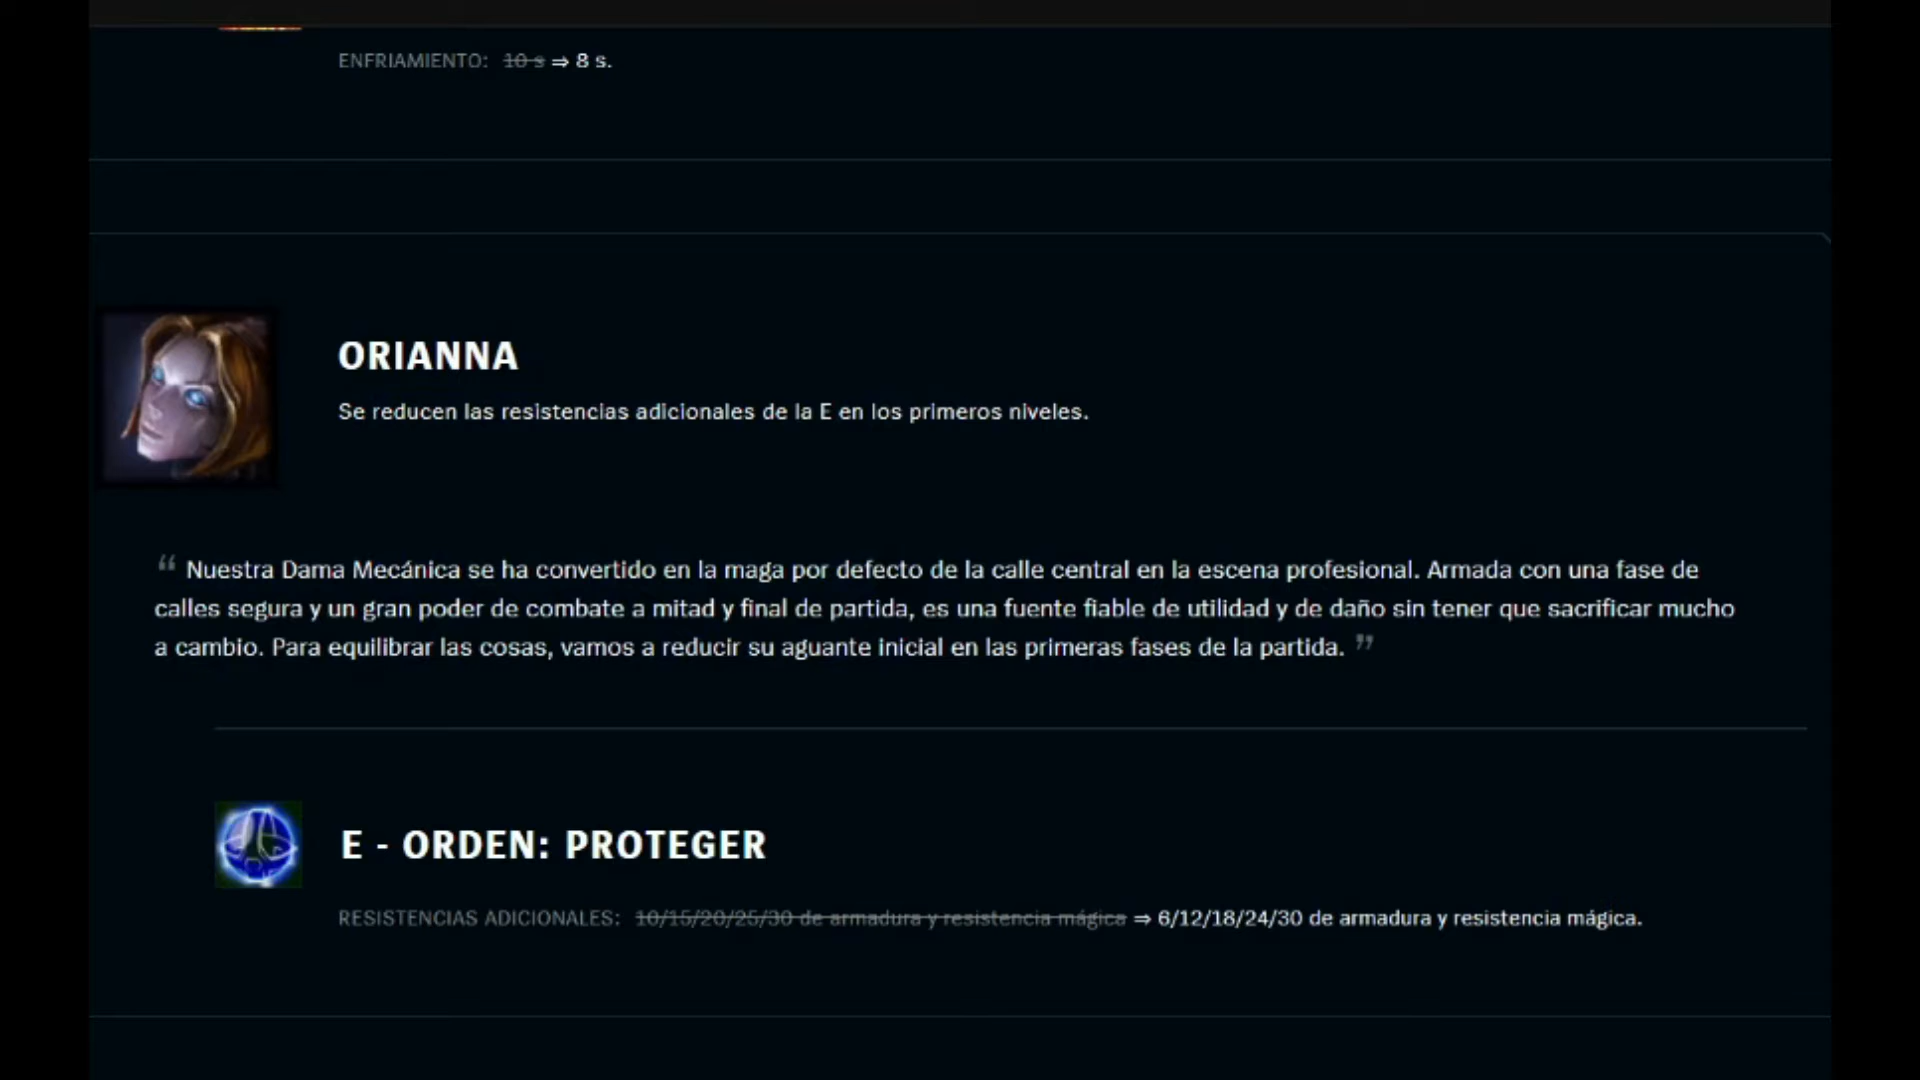 ENFRIAMIENTO: 10 s ⇒ 8 s.
ORIANNA
Se reducen las resistencias adicionales de la E en los primeros niveles.
“ Nuestra Dama Mecánica se ha convertido en la maga por defecto de la calle central en la escena profesional. Armada con una fase de
calles segura y un gran poder de combate a mitad y final de partida, es una fuente fiable de utilidad y de daño sin tener que sacrificar mucho
a cambio. Para equilibrar las cosas, vamos a reducir su aguante inicial en las primeras fases de la partida. ”
E - ORDEN: PROTEGER
RESISTENCIAS ADICIONALES: 10/15/20/25/30 de armadura y resistencia mágica ⇒ 6/12/18/24/30 de armadura y resistencia mágica.